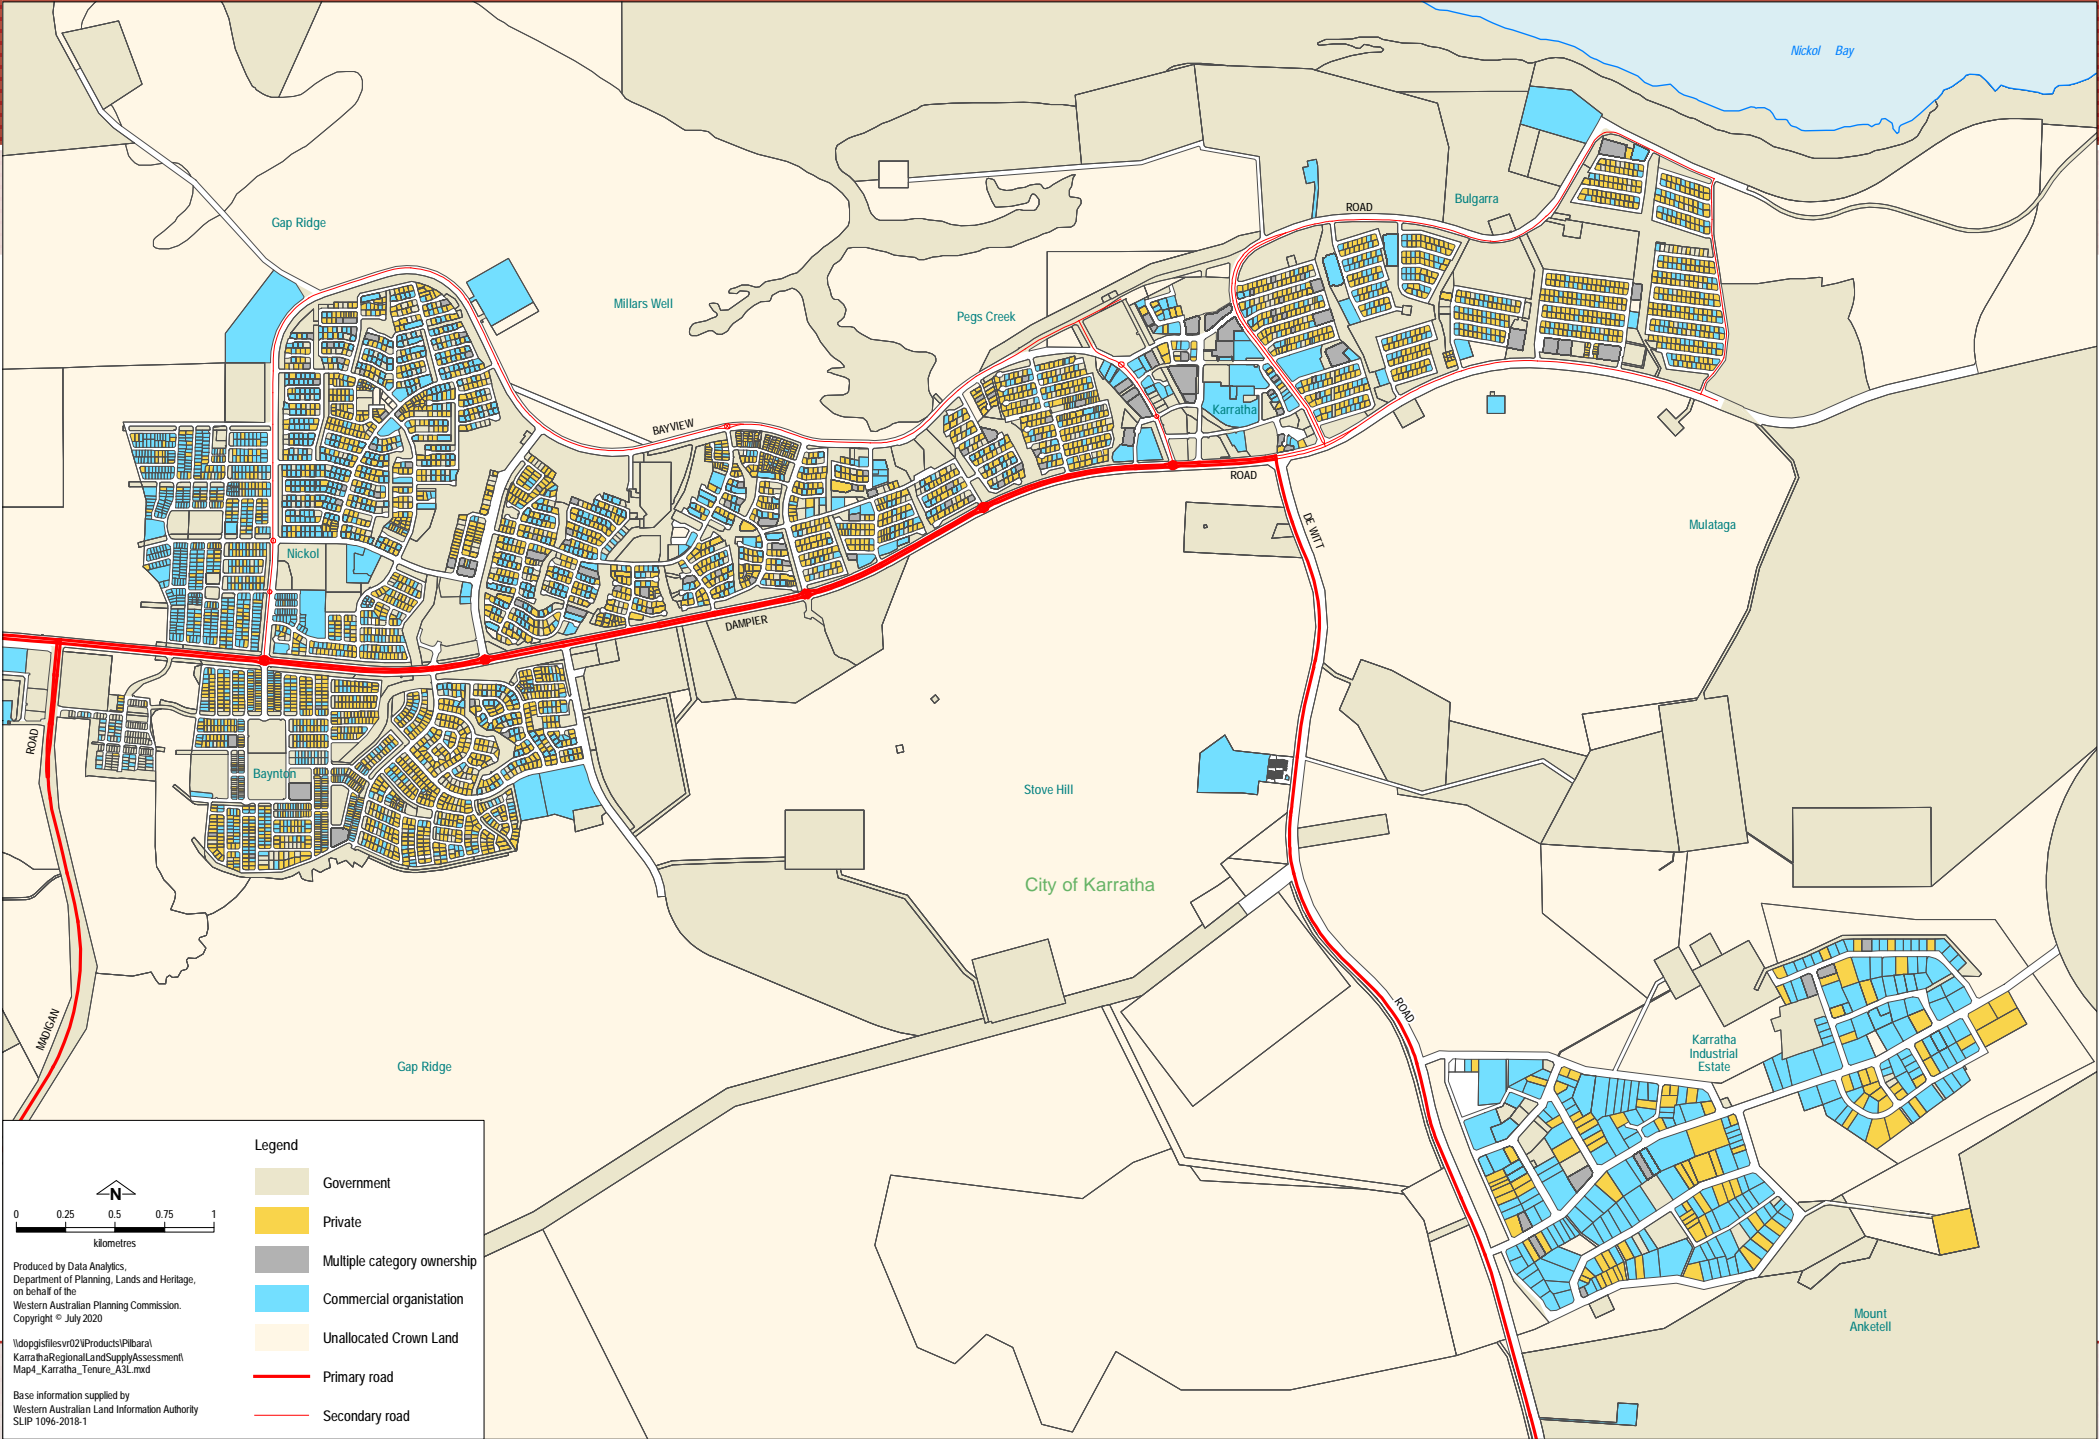 Nickol Bay
ROAD
Bulgarra
Gap Ridge
Millars Well
Pegs Creek
Karratha
BAYVIEW
ROAD
DE WITT
Mulataga
Nickol
DAMPIER
ROAD
Baynton
Stove Hill
City of Karratha
MADIGAN
ROAD
Karratha
Industrial
Estate
Gap Ridge
Mount
Anketell
Legend
Government
Private
Multiple category ownership
Commercial organistation
Unallocated Crown Land
Primary road
Secondary road
N
0 0.25 0.5 0.75 1
kilometres
Produced by Data Analytics,
Department of Planning, Lands and Heritage,
on behalf of the
Western Australian Planning Commission.
Copyright © July 2020
\\dopgisfilesvr02\iProducts\Pilbara\
KarrathaRegionalLandSupplyAssessment\
Map4_Karratha_Tenure_A3L.mxd
Base information supplied by
Western Australian Land Information Authority
SLIP 1096-2018-1